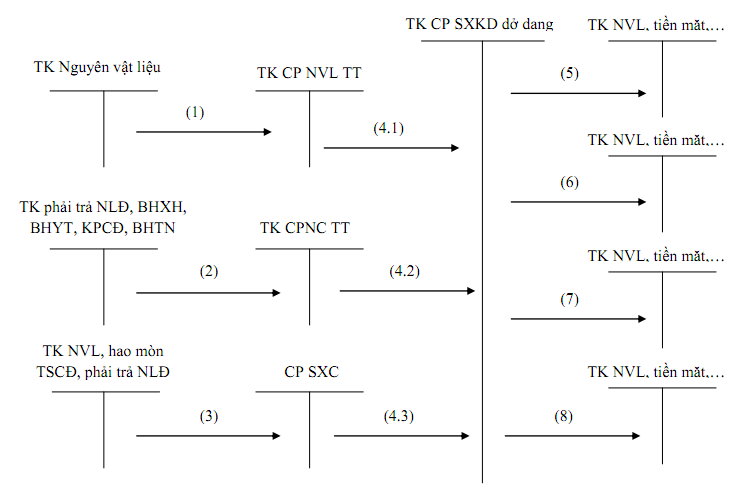 TK CP SXKD dở dang
TK NVL, tiền mặt,…
TK Nguyên vật liệu
TK CP NVL TT
(1)
(4.1)
(5)
TK NVL, tiền mặt,…
(6)
TK phải trả NLĐ, BHXH,
BHYT, KPCĐ, BHTN
TK CPNC TT
(2)
(4.2)
TK NVL, tiền mặt,…
(7)
TK NVL, hao mòn
TSCĐ, phải trả NLĐ
CP SXC
(3)
(4.3)
TK NVL, tiền mặt,…
(8)